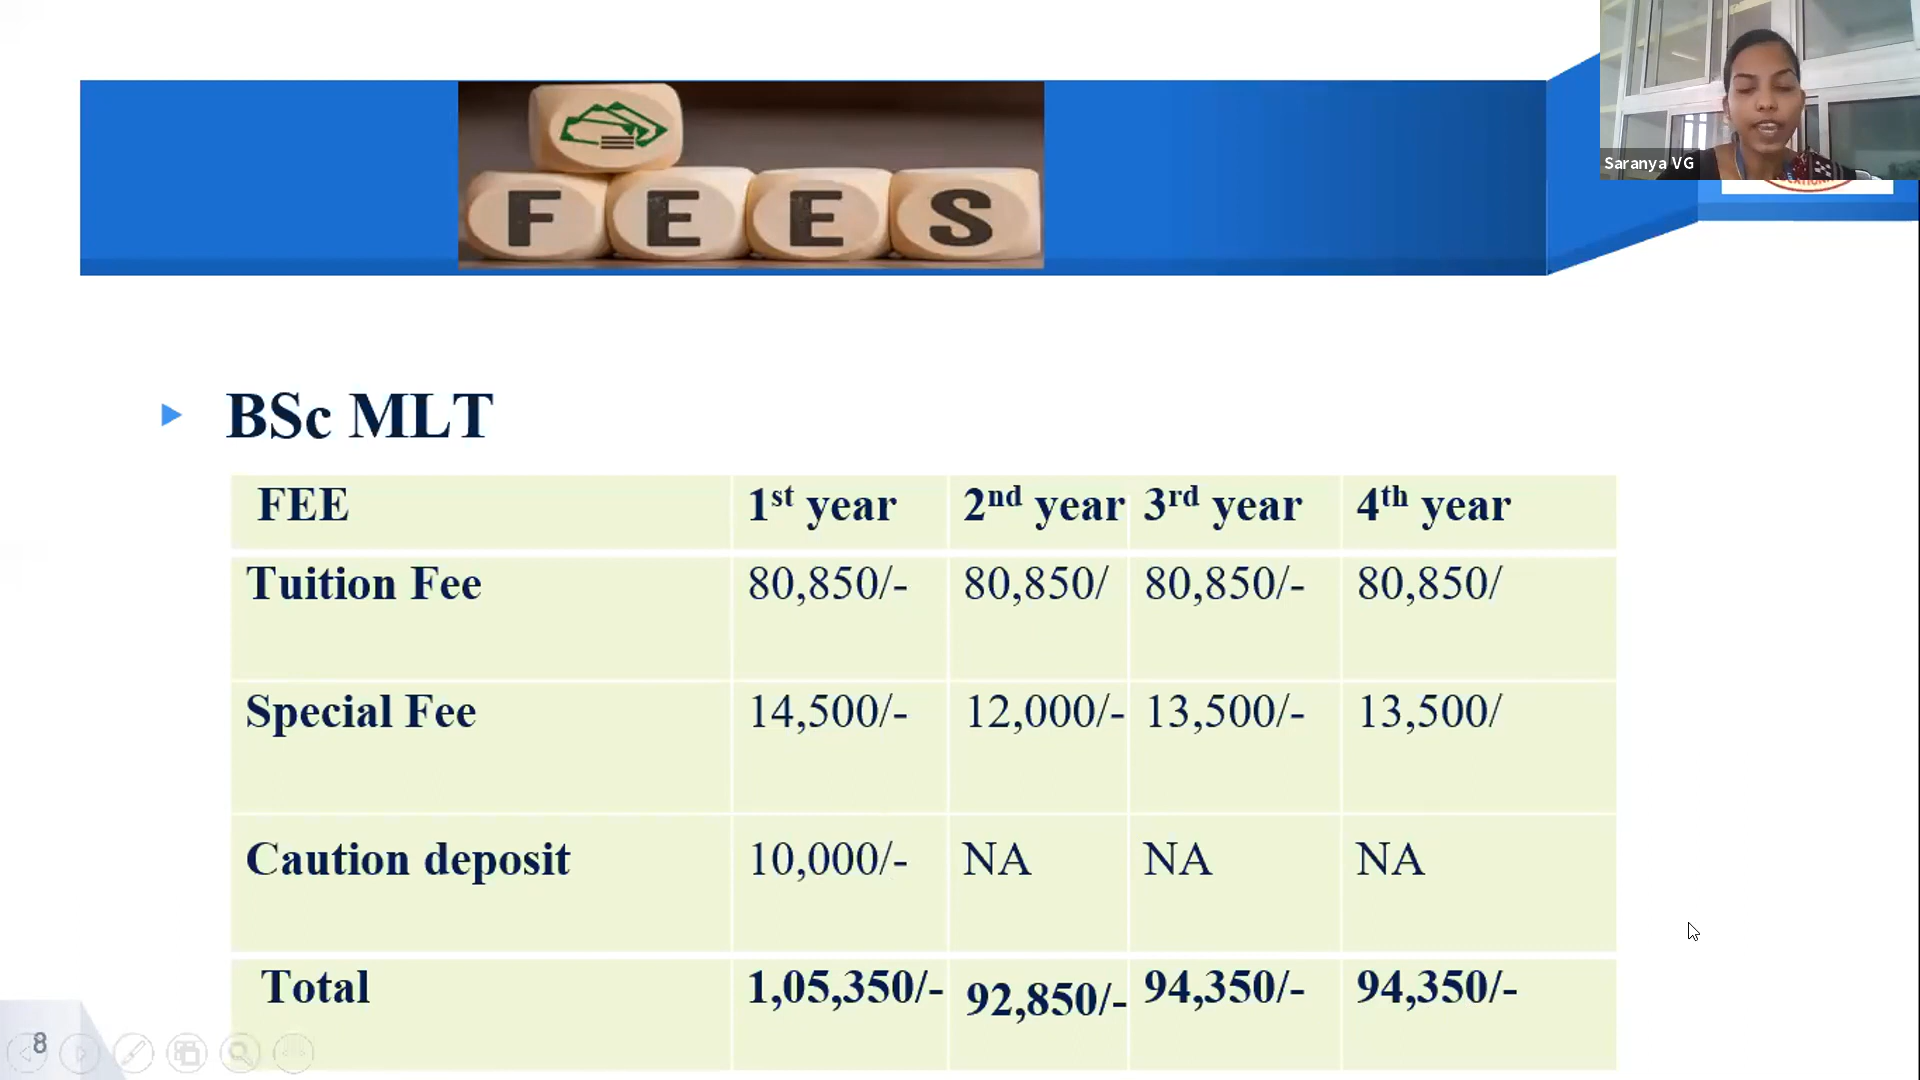 Saranya VG
FEES
BSc MLT
FEE 1st year 2nd year 3rd year 4th year
Tuition Fee 80,850/- 80,850/ 80,850/- 80,850/
Special Fee 14,500/- 12,000/- 13,500/- 13,500/
Caution deposit 10,000/- NA NA NA
Total 1,05,350/- 92,850/- 94,350/- 94,350/-
8